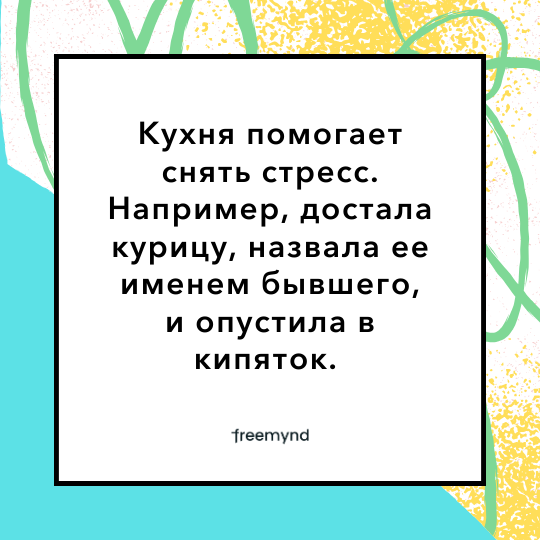 Кухня помогает
снять стресс.
Например, достала
курицу, назвала ее
именем бывшего,
и опустила в
кипяток.
freemynd